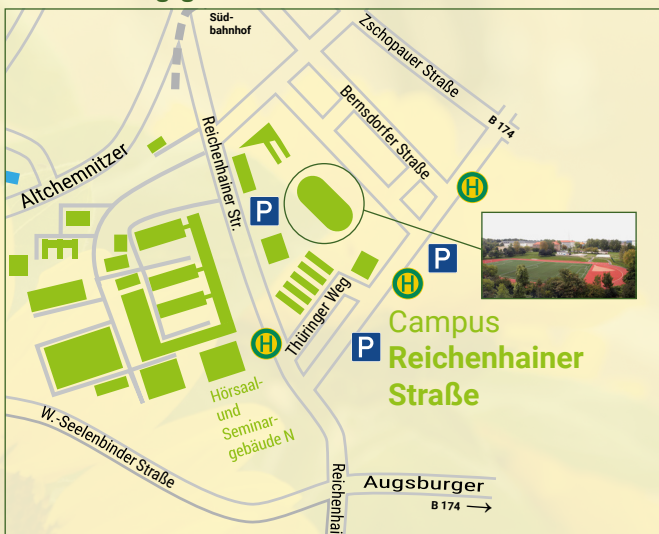 Süd-
bahnhof
Zschopauer Straße
B 174
Bernsdorfer Straße
Reichenhainer Str.
Altchemnitzer
H
P
P
H
Thüringer Weg
H
P
Campus
Reichenhainer
Straße
Hörsaal-
und
Seminar-
gebäude N
W.-Seelenbinder Straße
Reichenhai
Augsburger
B 174